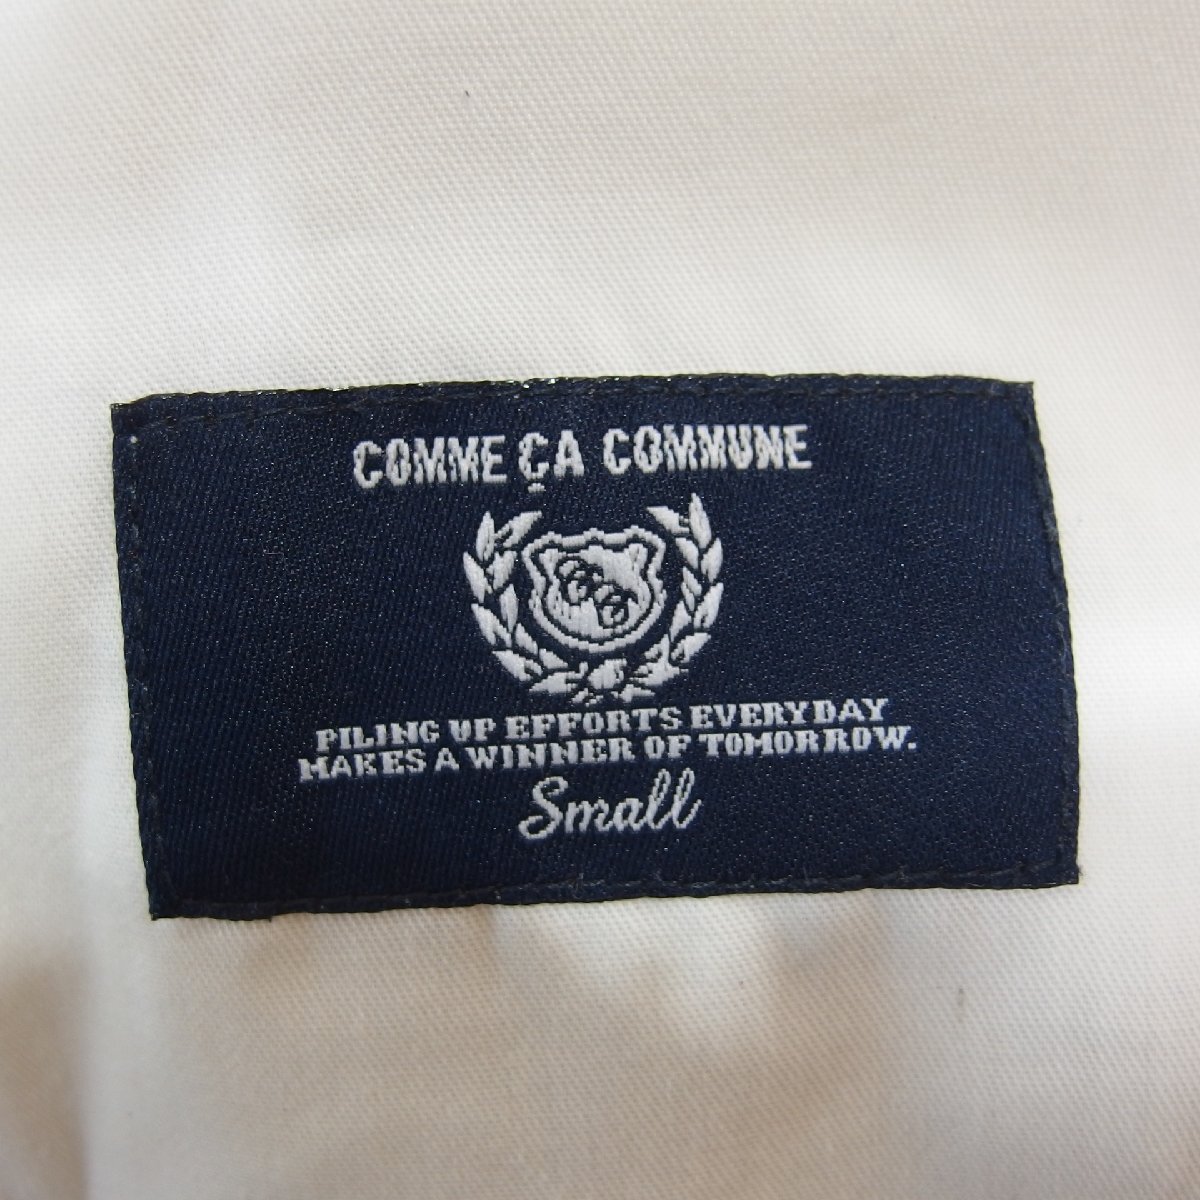 COMME ÇA COMMUNE
PILING UP EFFORTS EVERYDAY
MAKES A WINNER OF TOMORROW.
Small